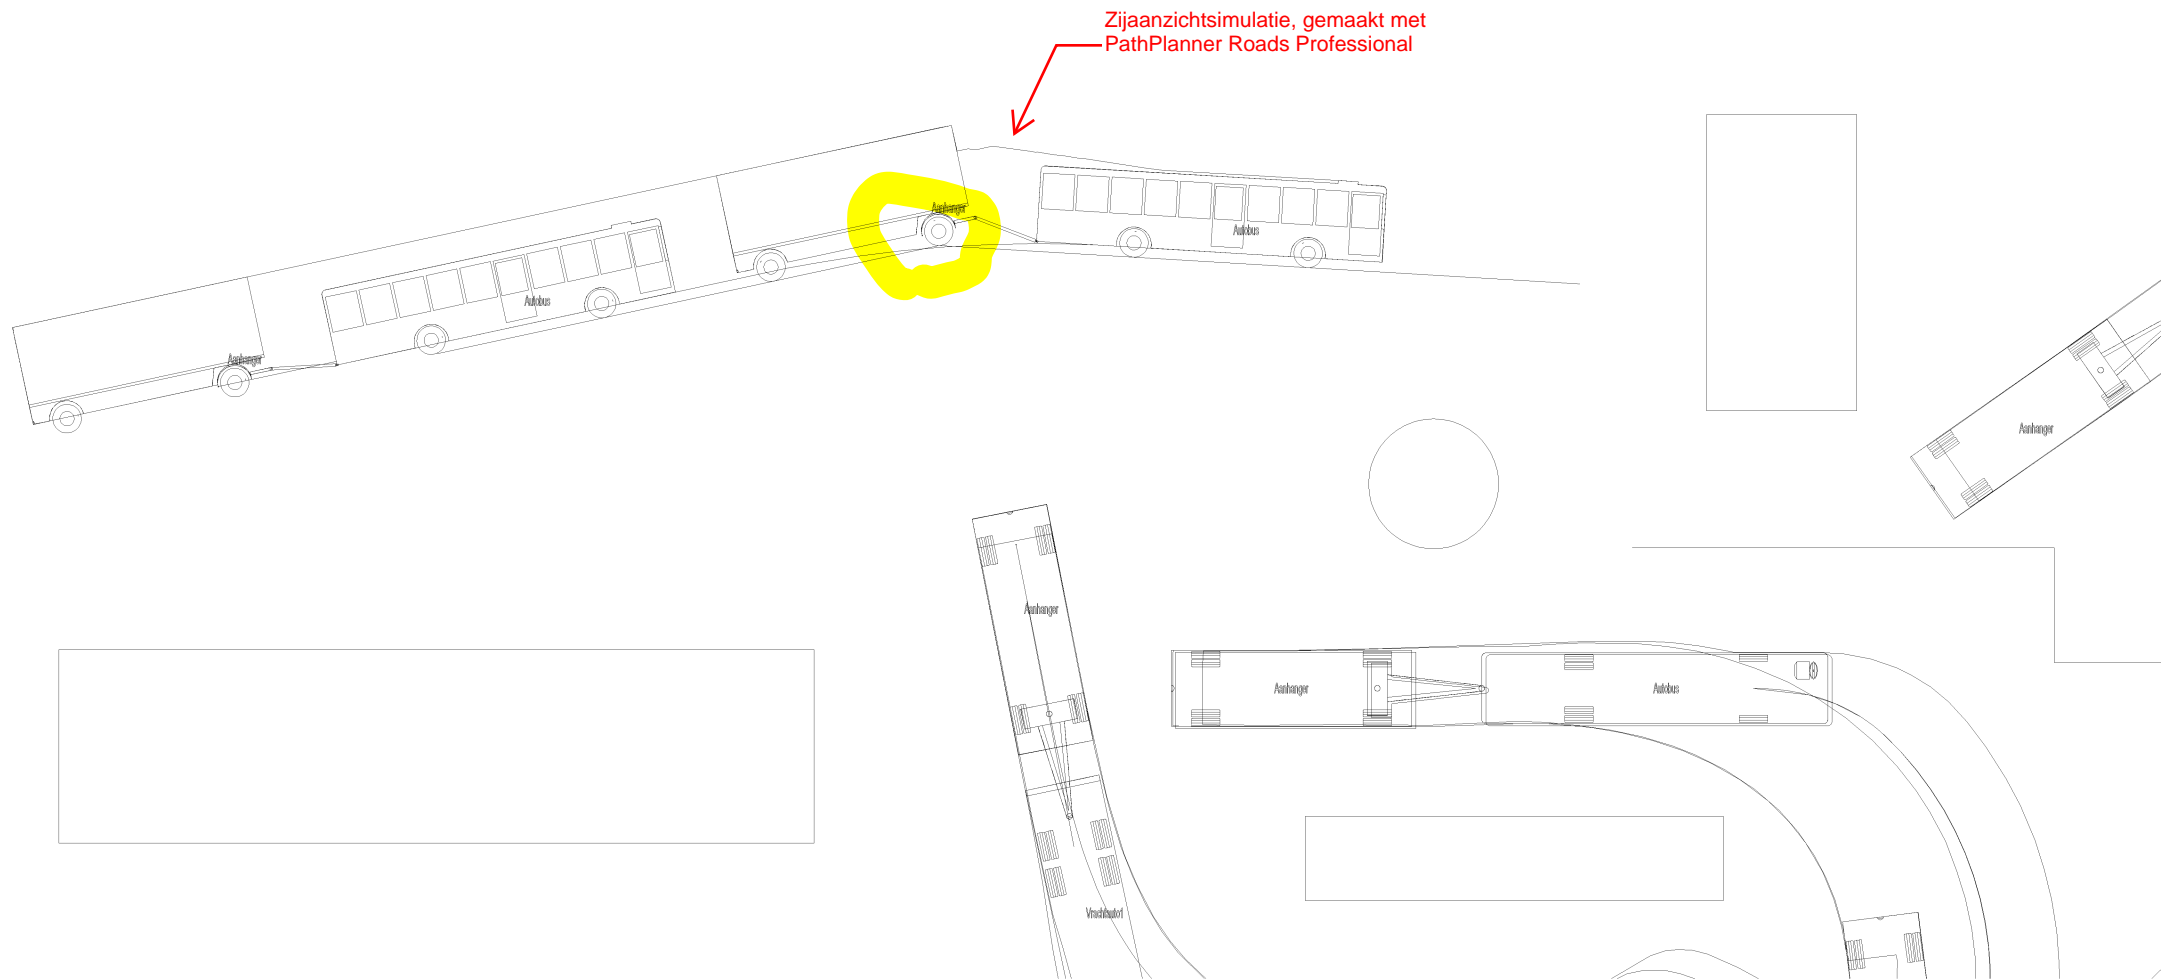 Zijaanzichtsimulatie, gemaakt met
PathPlanner Roads Professional
Aanhanger
Autobus
Autobus
Aanhanger
Aanhanger
Aanhanger
Aanhanger
Autobus
Vrachtauto1